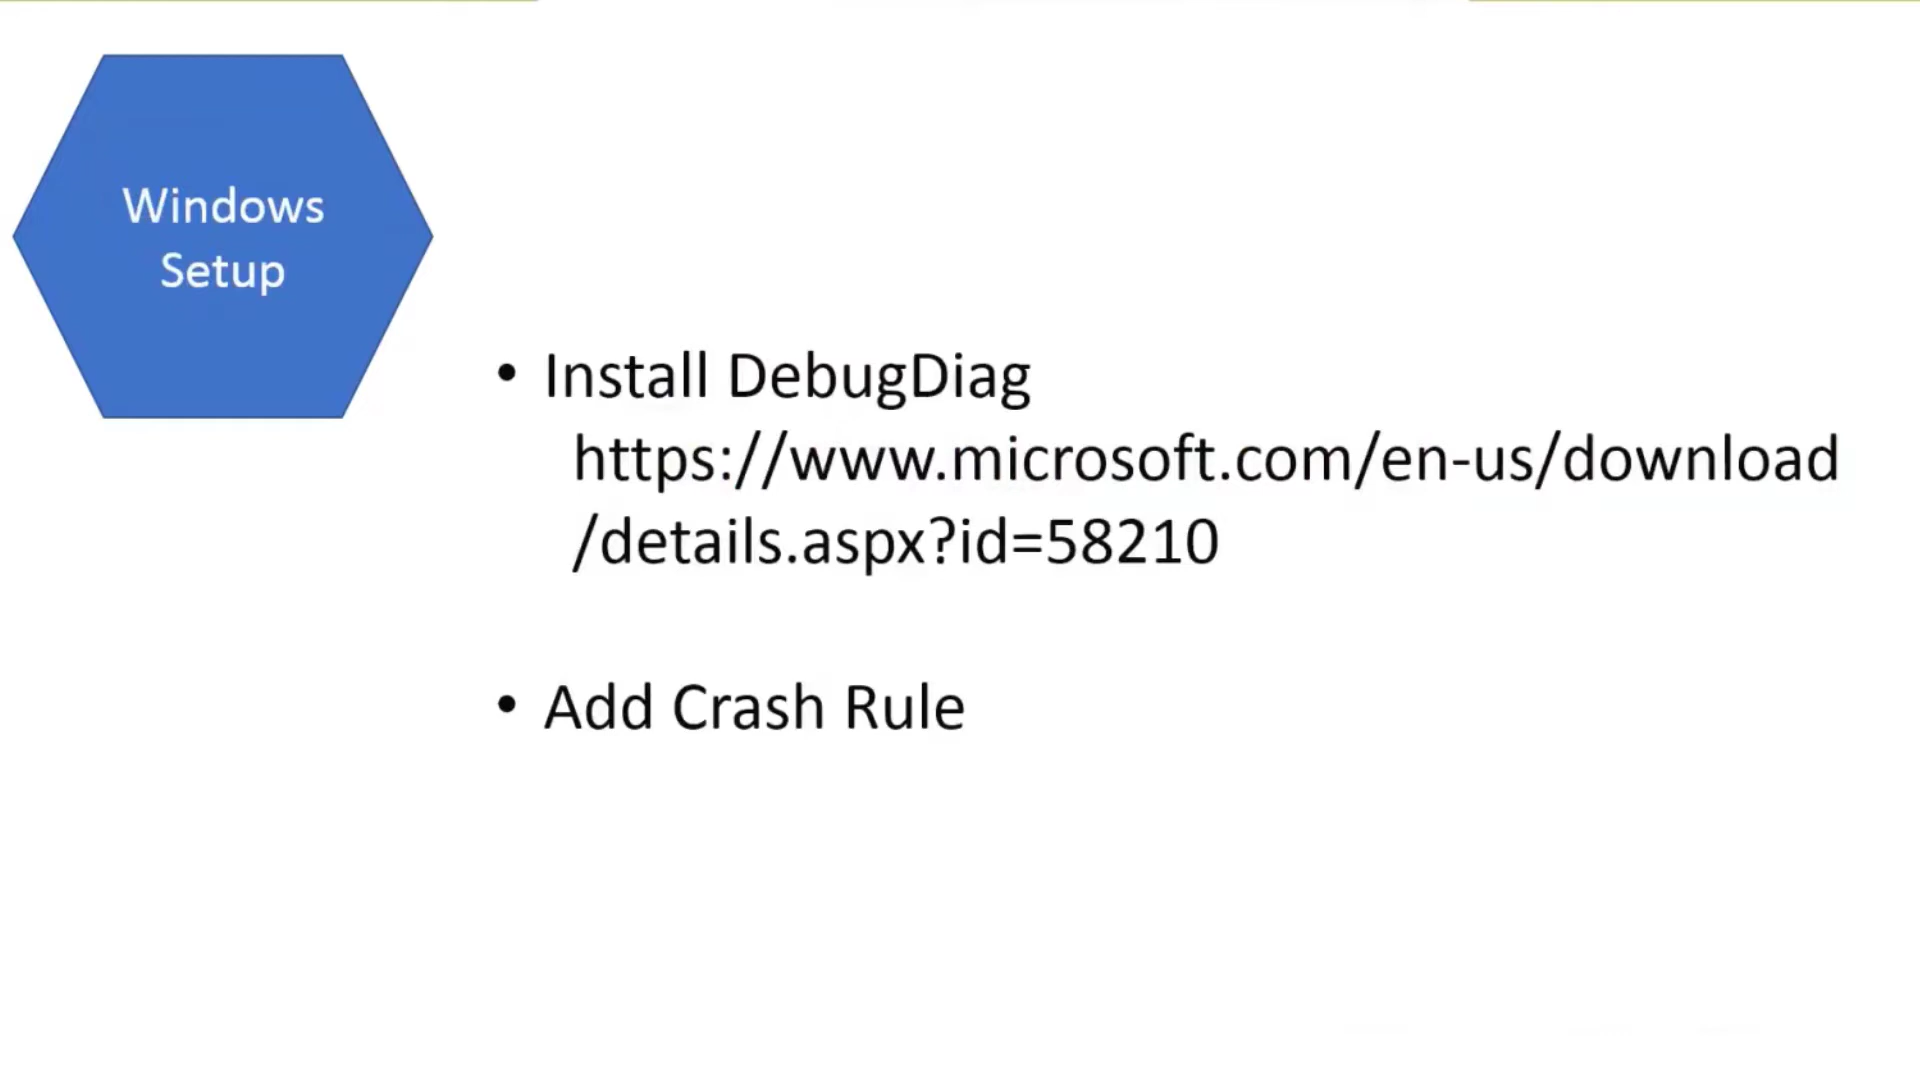 Windows
Setup
• Install DebugDiag
https://www.microsoft.com/en-us/download
/details.aspx?id=58210
• Add Crash Rule